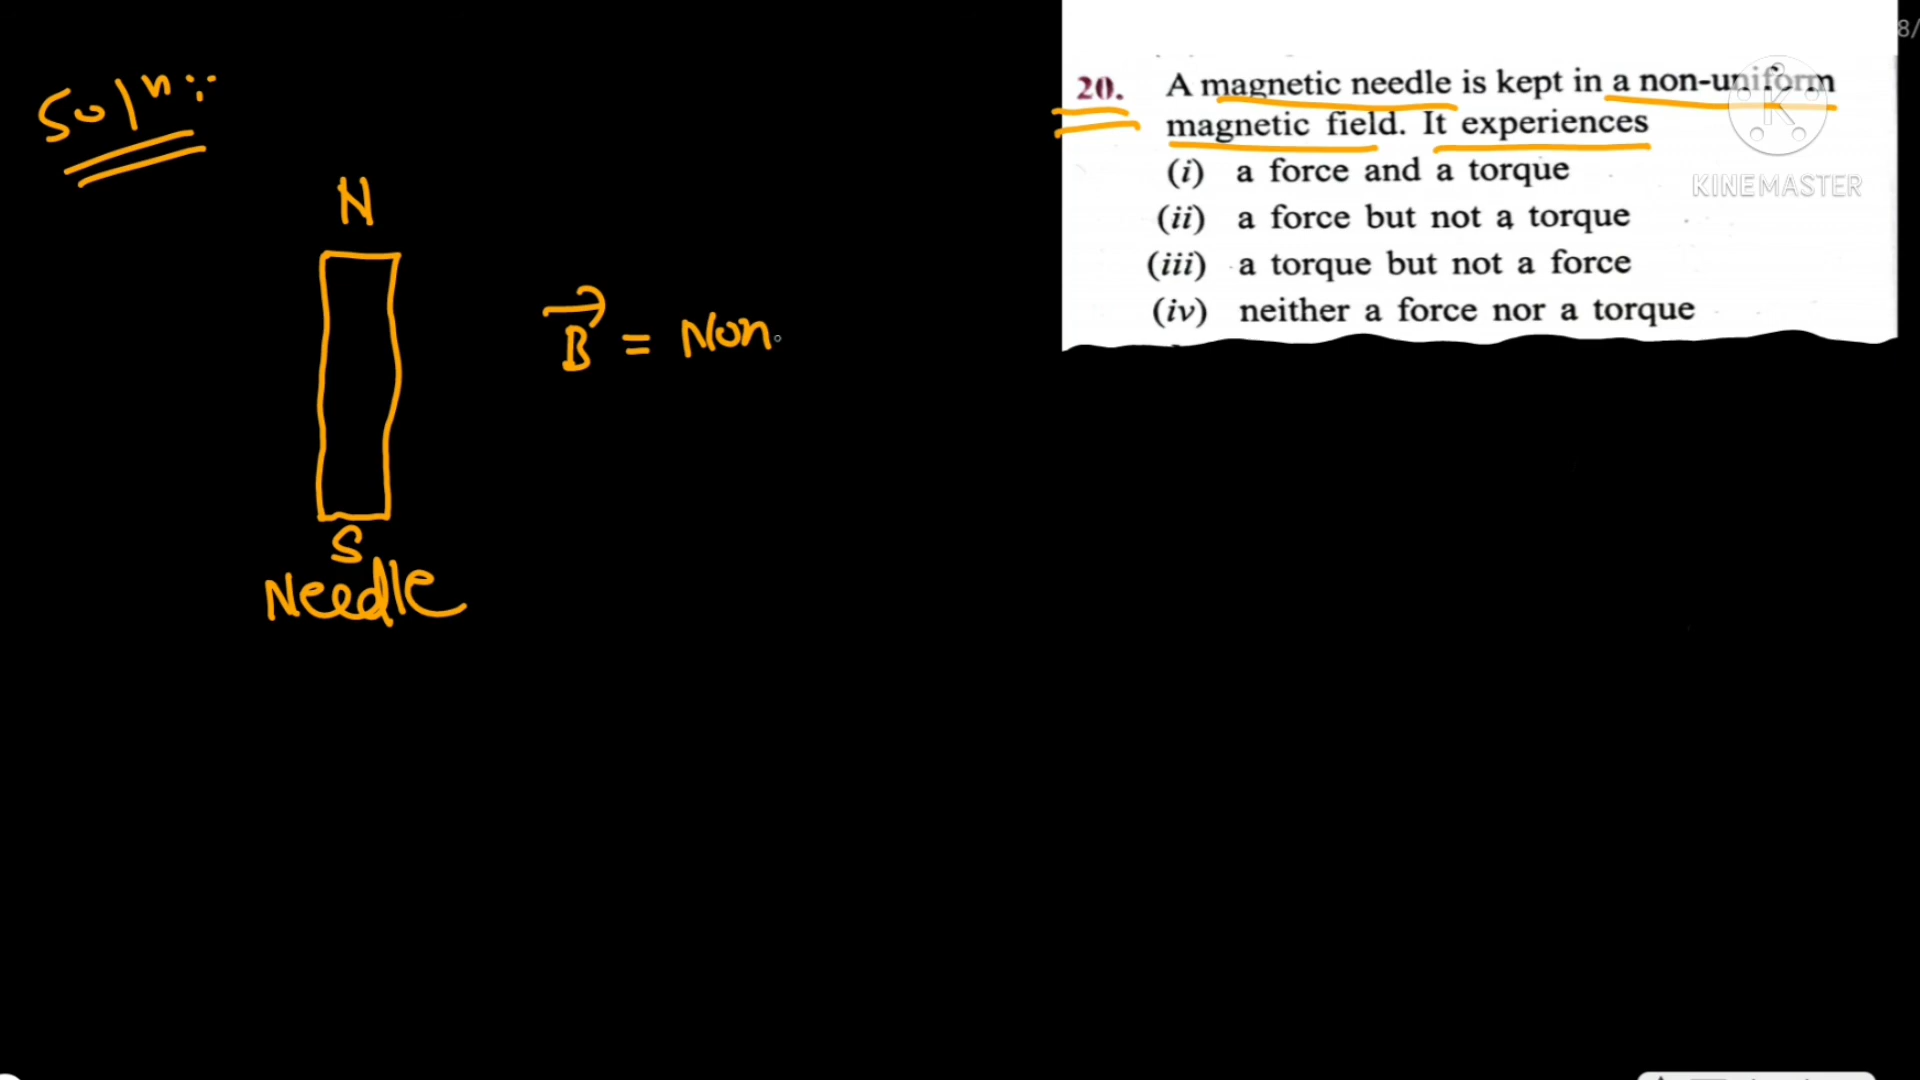 Solⁿ:
N
S
Needle
B = Non
20. A magnetic needle is kept in a non-uniform
magnetic field. It experiences
(i) a force and a torque
(ii) a force but not a torque
(iii) a torque but not a force
(iv) neither a force nor a torque
K
KINEMASTER
8/